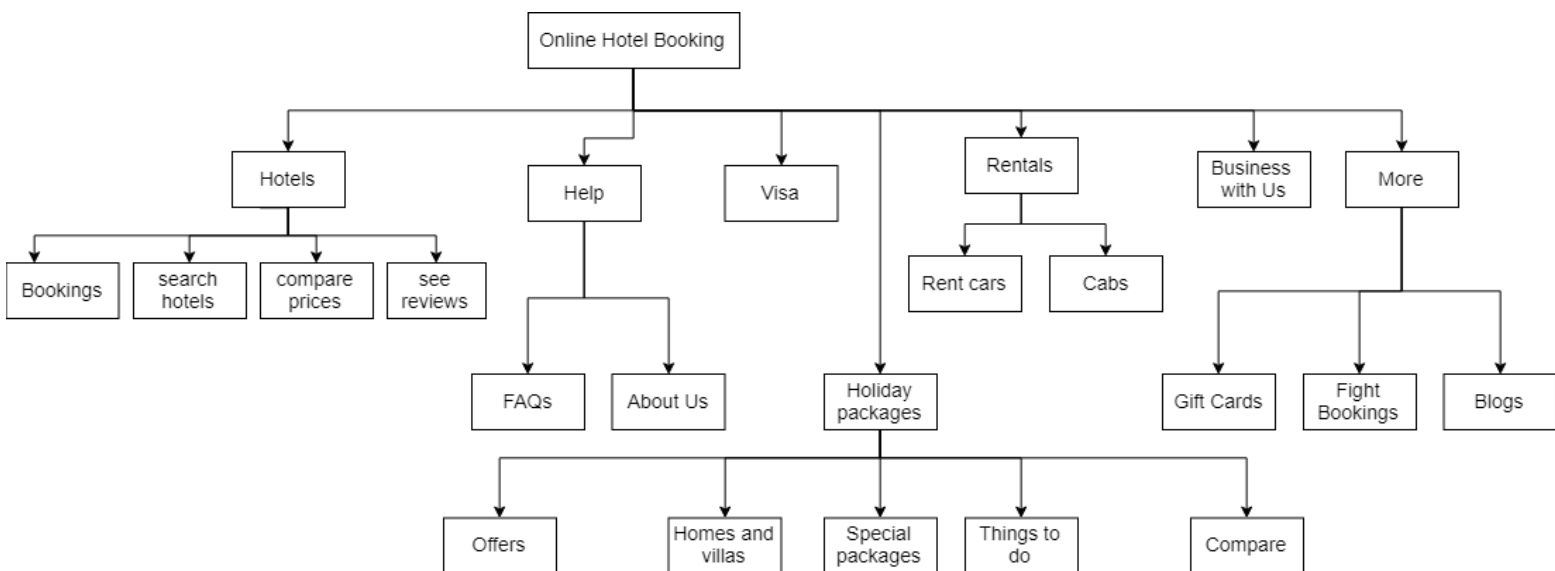 Online Hotel Booking
Hotels
Help
Visa
Rentals
Business
with Us
More
Bookings
search
hotels
compare
prices
see
reviews
Rent cars
Cabs
FAQs
About Us
Holiday
packages
Gift Cards
Fight
Bookings
Blogs
Offers
Homes and
villas
Special
packages
Things to
do
Compare